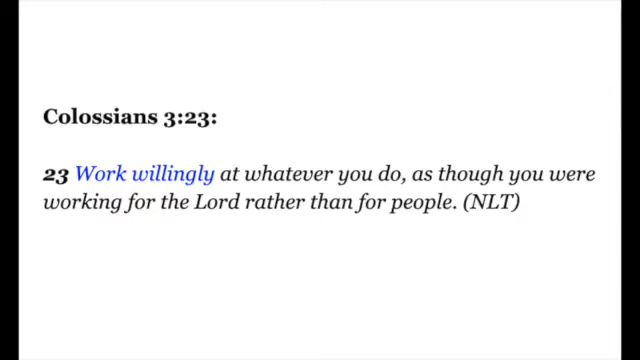 Colossians 3:23:
23 Work willingly at whatever you do, as though you were
working for the Lord rather than for people. (NLT)